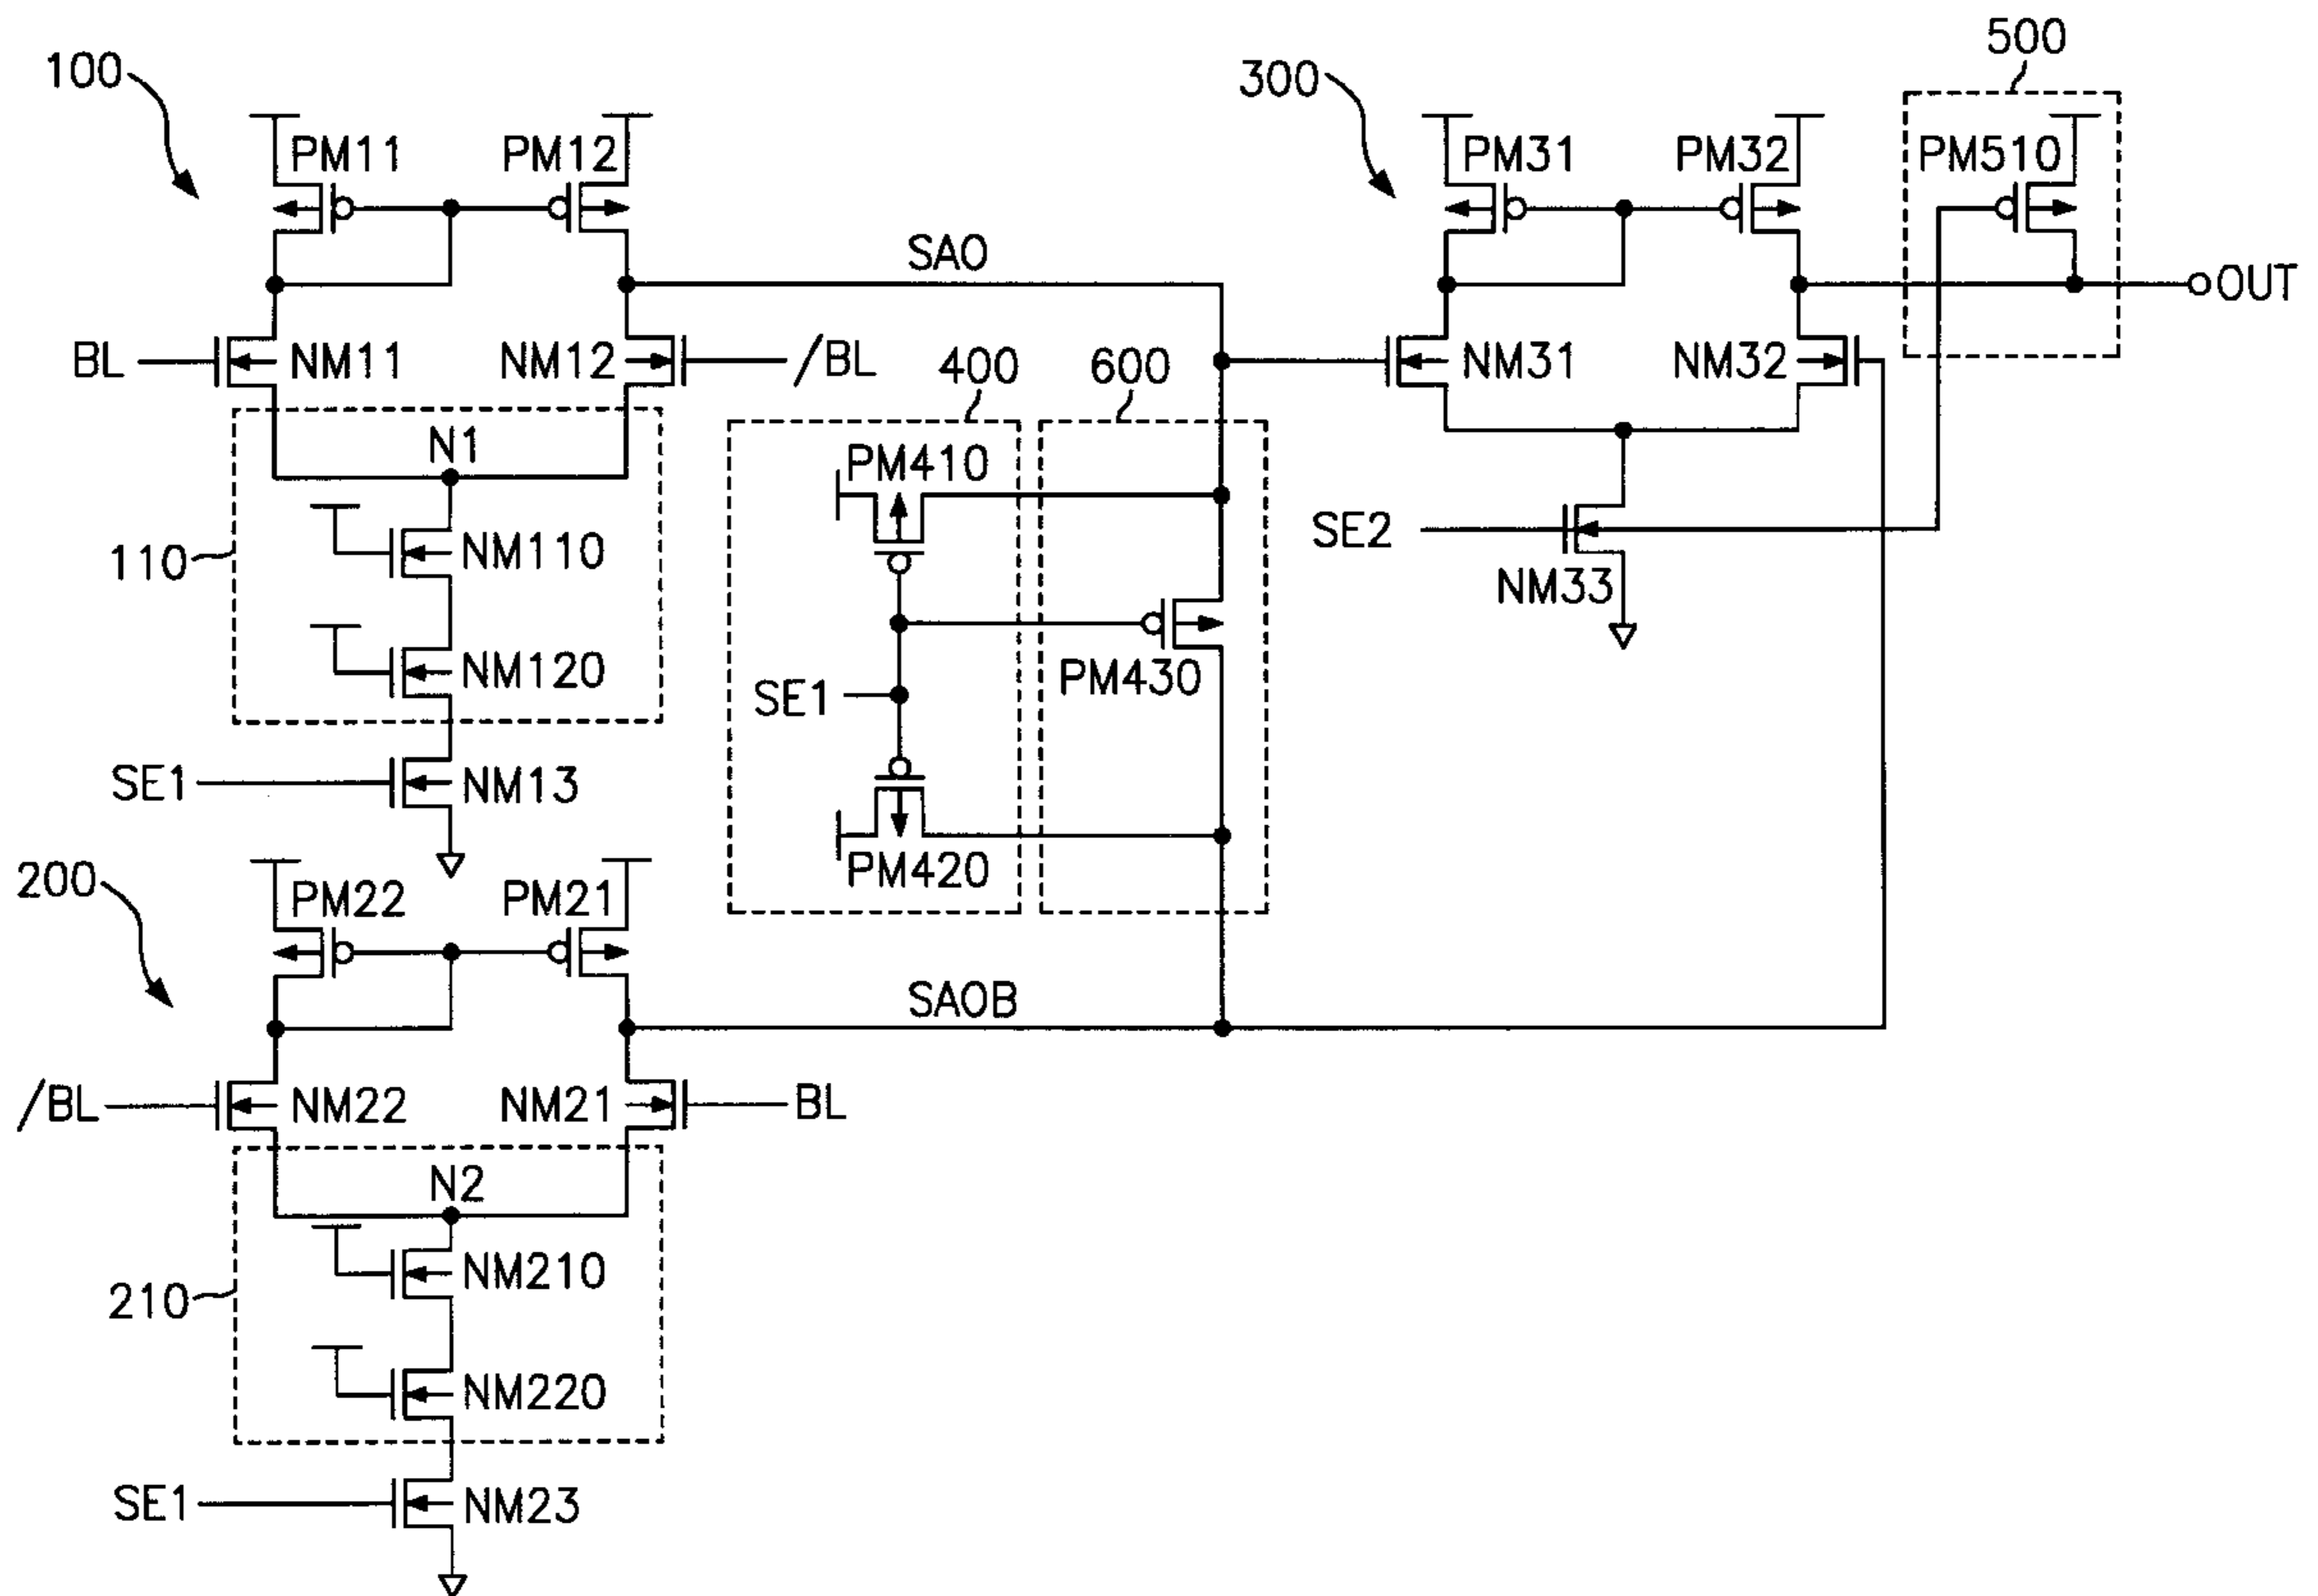 100
PM11
PM12
300
PM31
PM32
500
PM510
SAO
OUT
BL
NM11
NM12
/BL
400
600
NM31
NM32
N1
PM410
110
NM110
SE2
NM33
NM120
SE1
PM430
SE1
NM13
PM420
200
PM22
PM21
SAOB
/BL
NM22
NM21
BL
N2
210
NM210
NM220
SE1
NM23